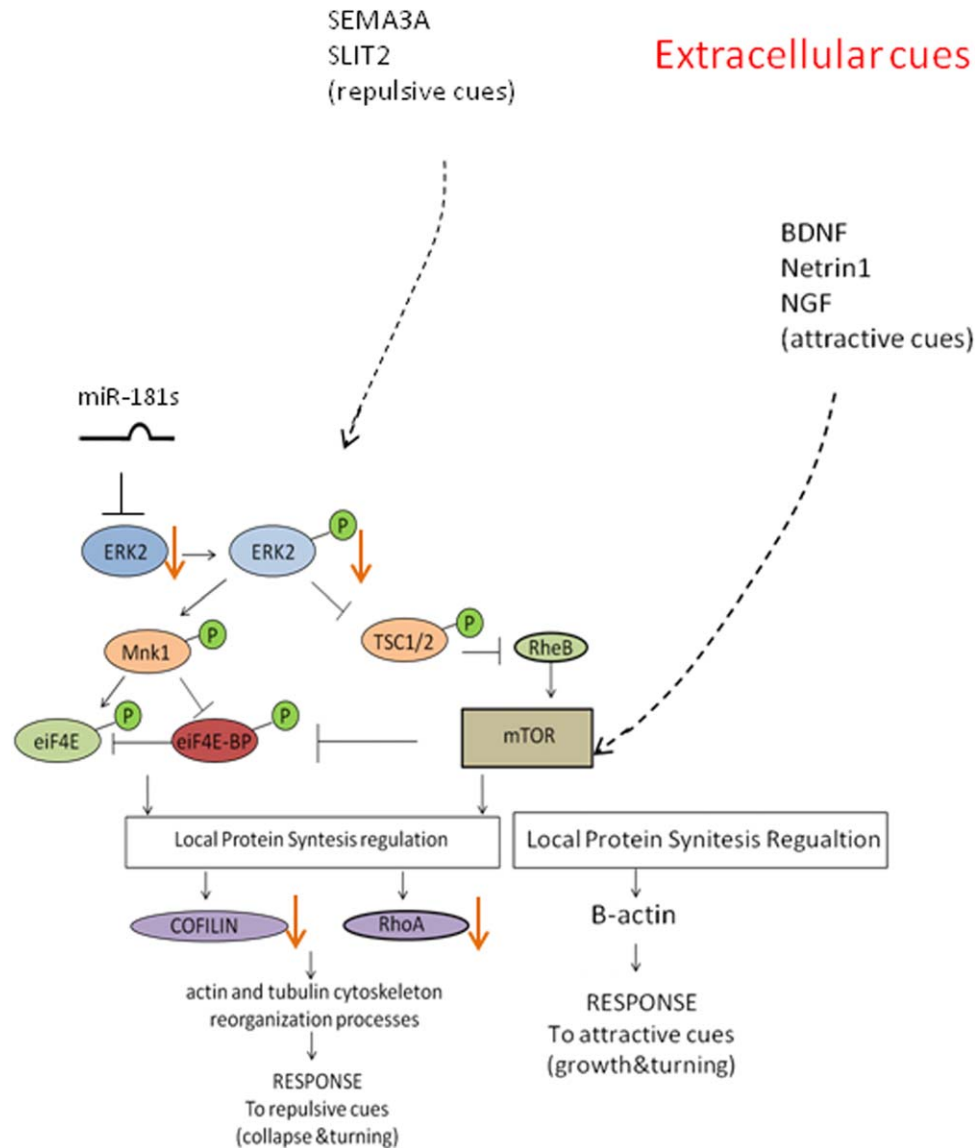 SEMA3A
SLIT2
(repulsive cues)
Extracellular cues
BDNF
Netrin1
NGF
(attractive cues)
miR-181s
ERK2
ERK2
P
Mnk1
P
TSC1/2
P
RheB
eiF4E
P
eiF4E-BP
P
mTOR
Local Protein Syntesis regulation
Local Protein Synitesis Regualtion
COFILIN
RhoA
B-actin
actin and tubulin cytoskeleton
reorganization processes
RESPONSE
To attractive cues
(growth&turning)
RESPONSE
To repulsive cues
(collapse &turning)